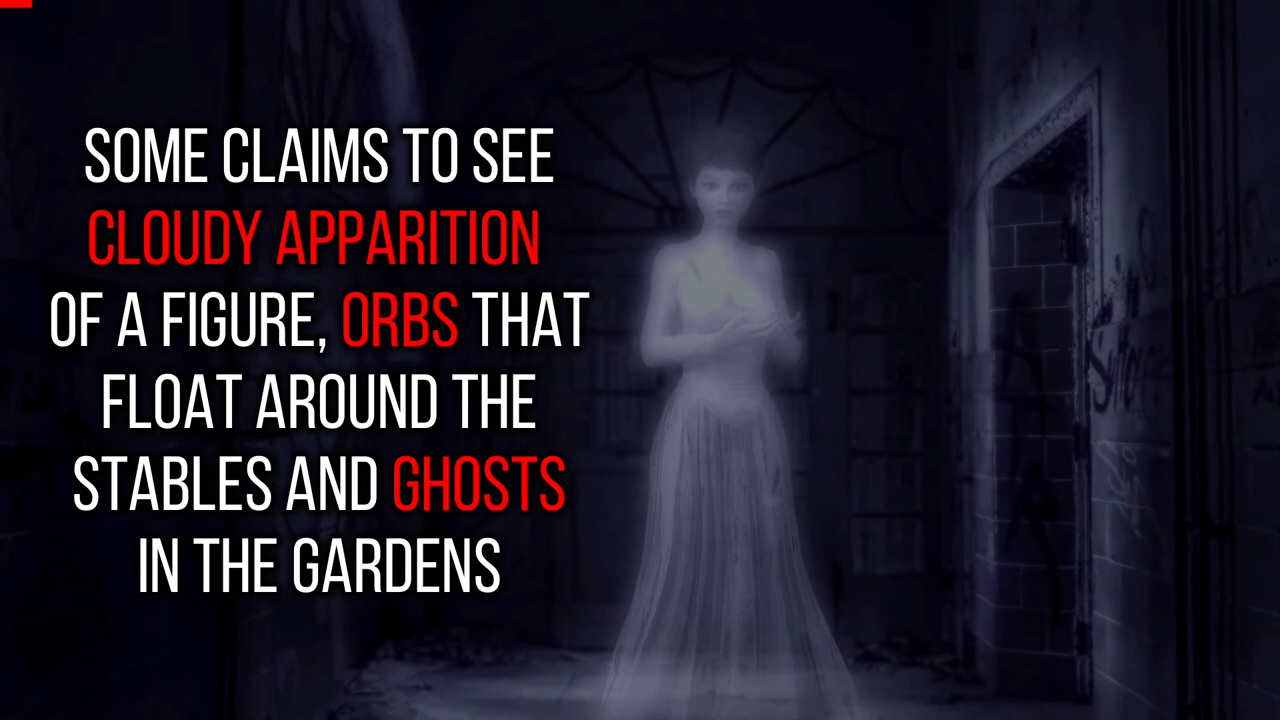 SOME CLAIMS TO SEE
CLOUDY APPARITION
OF A FIGURE, ORBS THAT
FLOAT AROUND THE
STABLES AND GHOSTS
IN THE GARDENS